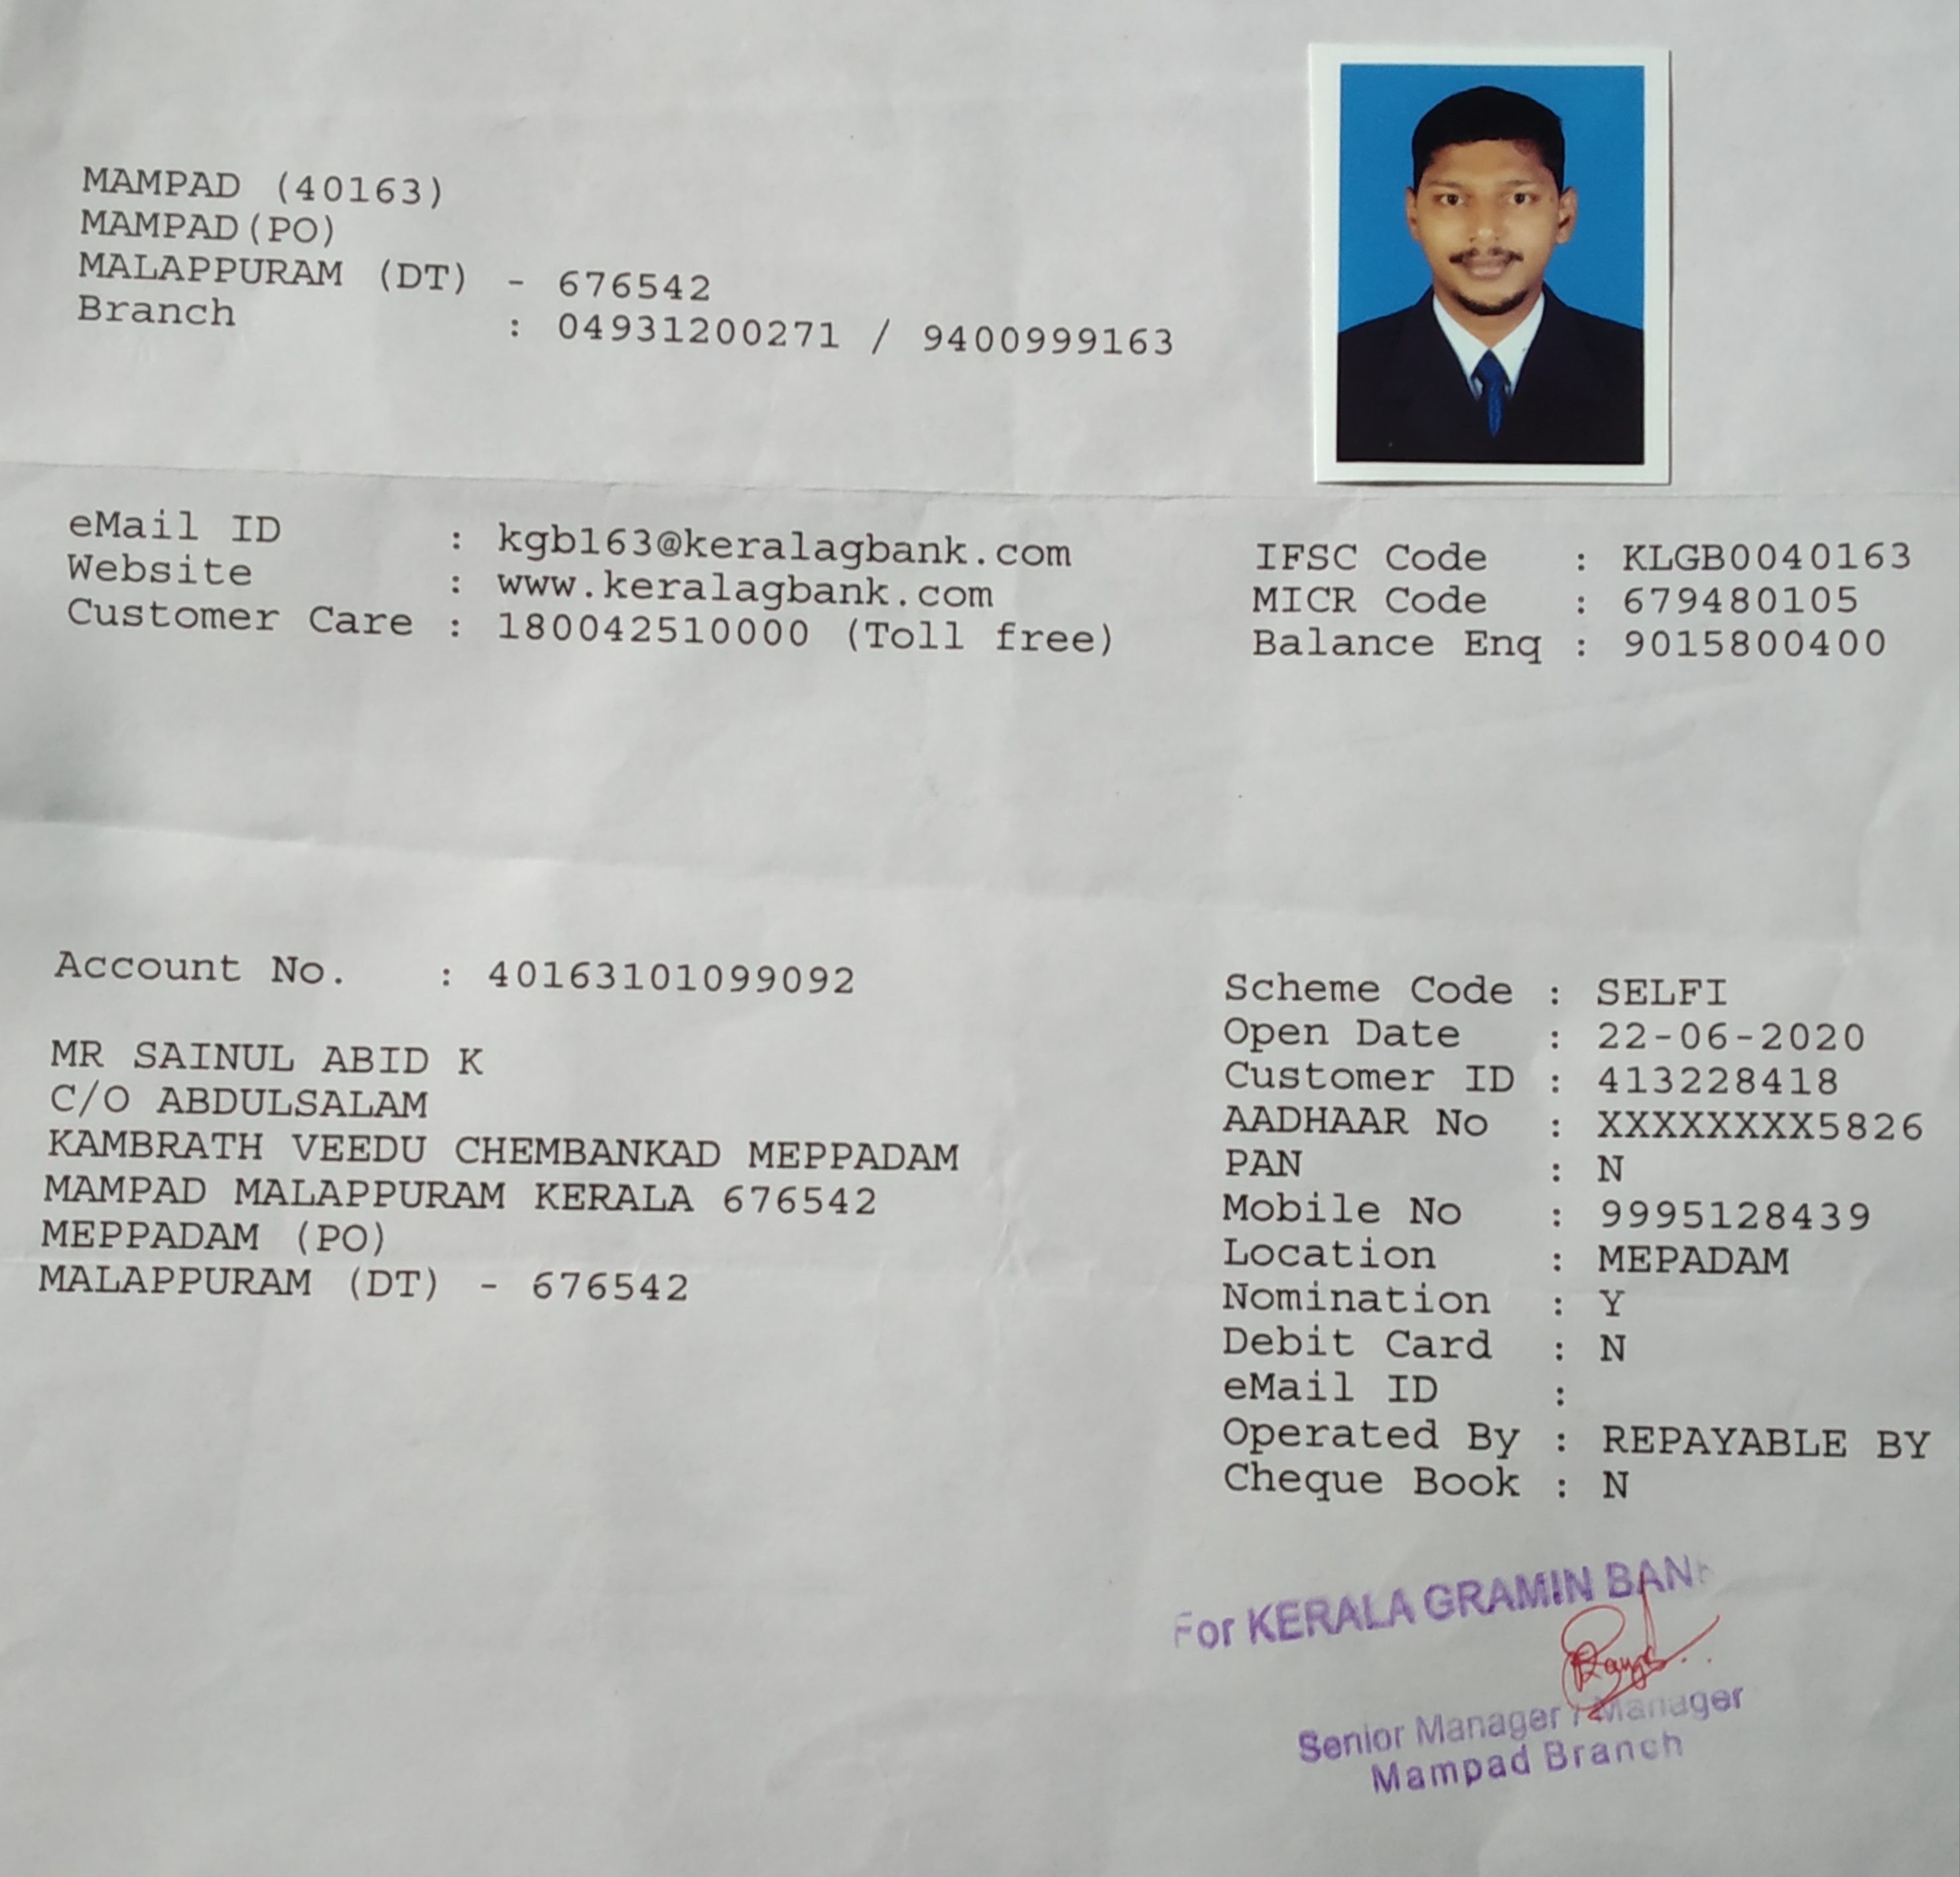 MAMPAD (40163)
MAMPAD(PO)
MALAPPURAM (DT) - 676542
Branch : 04931200271 / 9400999163
eMail ID : kgb163@keralagbank.com
Website : www.keralagbank.com
Customer Care : 180042510000 (Toll free)
IFSC Code : KLGB0040163
MICR Code : 679480105
Balance Enq : 9015800400
Account No. : 40163101099092
MR SAINUL ABID K
C/O ABDULSALAM
KAMBRATH VEEDU CHEMBANKAD MEPPADAM
MAMPAD MALAPPURAM KERALA 676542
MEPPADAM (PO)
MALAPPURAM (DT) - 676542
Scheme Code : SELFI
Open Date : 22-06-2020
Customer ID : 413228418
AADHAAR No : XXXXXXXX5826
PAN : N
Mobile No : 9995128439
Location : MEPADAM
Nomination : Y
Debit Card : N
eMail ID :
Operated By : REPAYABLE BY
Cheque Book : N
For KERALA GRAMIN BANK
Senior Manager / Manager
Mampad Branch